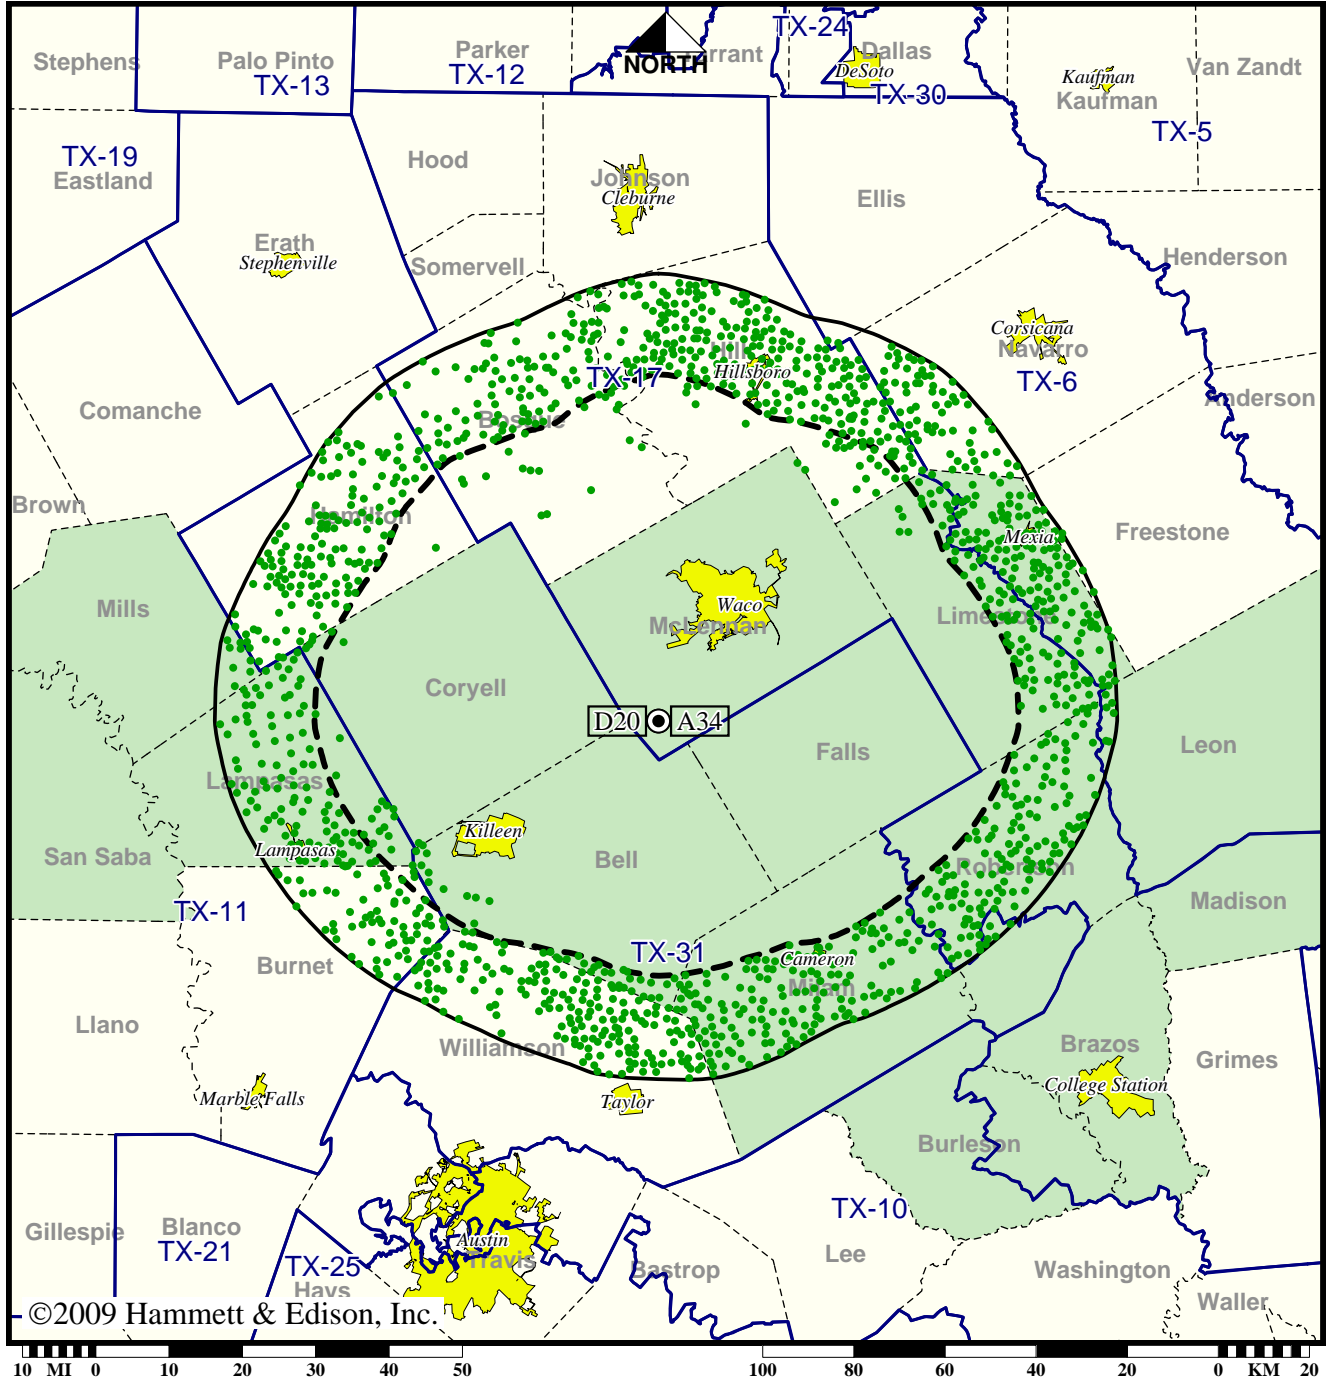 TX-24
Stephens
Palo Pinto
Parker
TX-13
TX-12
NORTH
Tarrant
Dallas
DeSoto
TX-30
Kaufman
Kaufman
Van Zandt
TX-5
TX-19
Eastland
Hood
Johnson
Cleburne
Ellis
Erath
Stephenville
Somervell
Henderson
Corsicana
Navarro
TX-6
Hill
Hillsboro
TX-17
Comanche
Bosque
Anderson
Brown
Hamilton
Mexia
Freestone
Mills
Waco
McLennan
Limestone
Coryell
D20
A34
Falls
Leon
Lampasas
Killeen
Lampasas
San Saba
Bell
Robertson
Madison
TX-11
TX-31
Cameron
Burnet
Milam
Llano
Williamson
Brazos
Grimes
College Station
Marble Falls
Taylor
Burleson
TX-10
Gillespie
Blanco
TX-21
Austin
Travis
TX-25
Hays
Bastrop
Lee
Washington
Waller
©2009 Hammett & Edison, Inc.
10 MI 0 10 20 30 40 50
100 80 60 40 20 0 KM 20